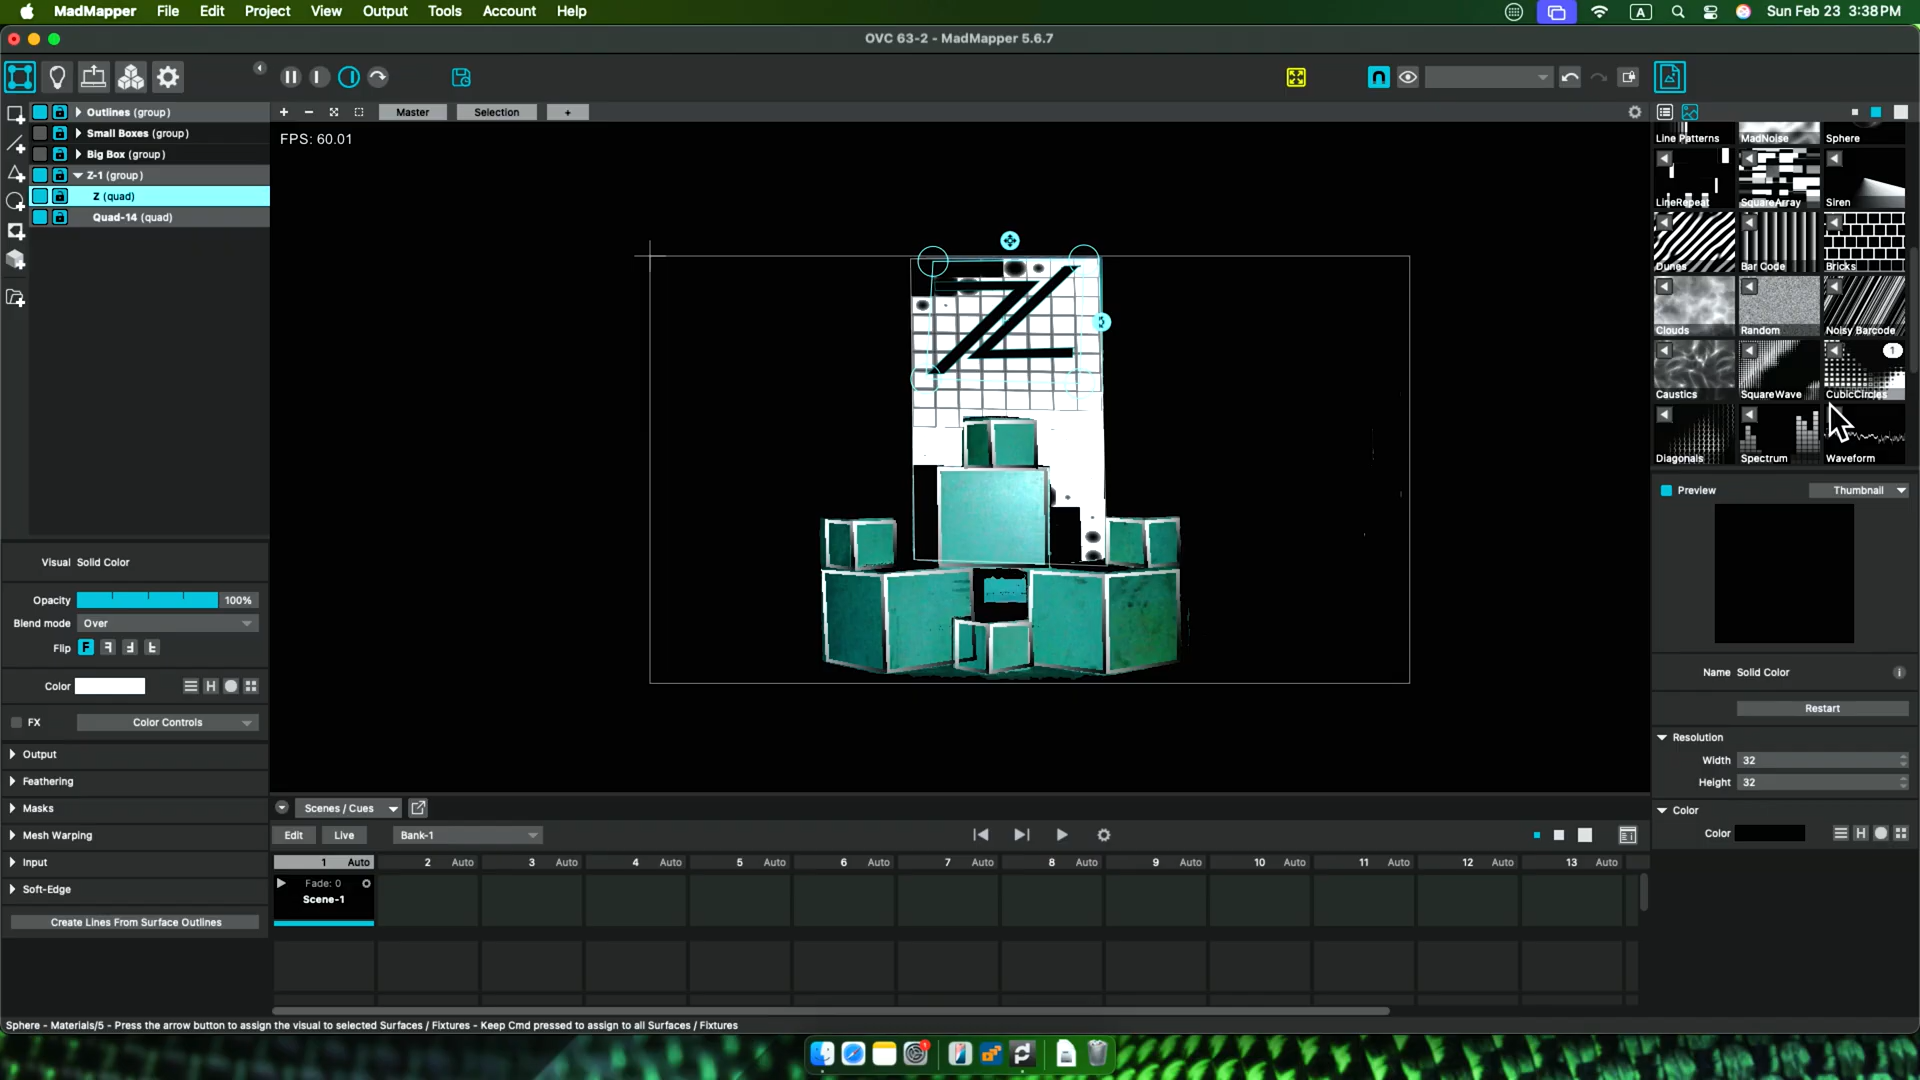 MadMapper File Edit Project View Output Tools Account Help
A
Sun Feb 23 3:38 PM
OVC 63-2 - MadMapper 5.6.7
Outlines (group)
Small Boxes (group)
Big Box (group)
Z-1 (group)
Z (quad)
Quad-14 (quad)
Master Selection +
FPS: 60.01
Line Patterns MadNoise Sphere
LineRepeat SquareArray Siren
Dunes Bar Code Bricks
Clouds Random Noisy Barcode
1
Caustics SquareWave CubicCircles
Diagonals Spectrum Waveform
Preview Thumbnail
Visual Solid Color
Opacity 100%
Blend mode Over
Flip F
Color H
FX Color Controls
Output
Feathering
Masks
Mesh Warping
Input
Soft-Edge
Create Lines From Surface Outlines
Name Solid Color
Restart
Resolution
Width 32
Height 32
Color
Color H
Scenes / Cues
Edit Live Bank-1
1 Auto 2 Auto 3 Auto 4 Auto 5 Auto 6 Auto 7 Auto 8 Auto 9 Auto 10 Auto 11 Auto 12 Auto 13 Auto
Fade: 0
Scene-1
Sphere - Materials/5 - Press the arrow button to assign the visual to selected Surfaces / Fixtures - Keep Cmd pressed to assign to all Surfaces / Fixtures